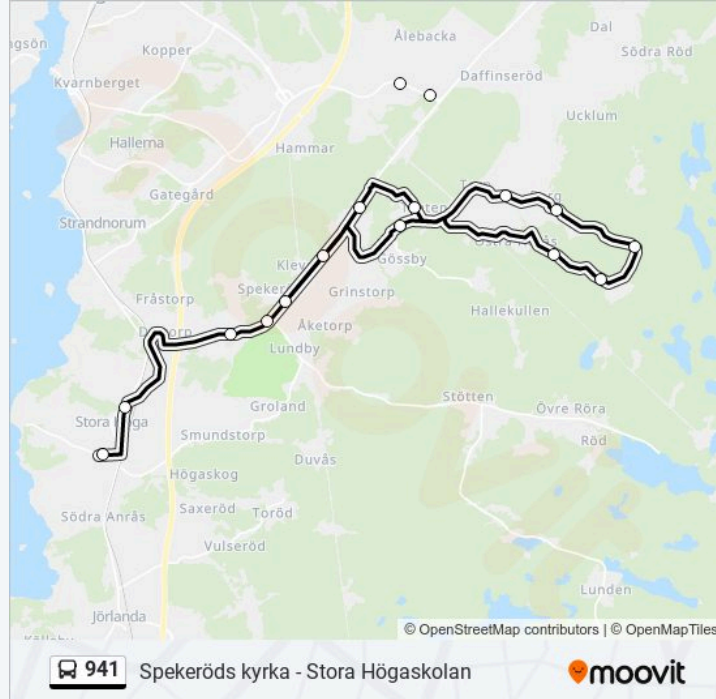 Ålebacka
Dal
Kopper
Södra Röd
Daffinseröd
Kvarnberget
Ucklum
Hallerna
Hammar
Gategård
Strandnorum
Gössby
Grinstorp
Fråstorp
Hallekullen
Åketorp
Lundby
Stötten
Övre Röra
Groland
Röd
Smundstorp
Duvås
Högaskog
Saxeröd
Toröd
Södra Anrås
Vulseröd
Lunden
Jörlanda
© OpenStreetMap contributors | © OpenMapTiles
941 Spekeröds kyrka - Stora Högaskolan moovit